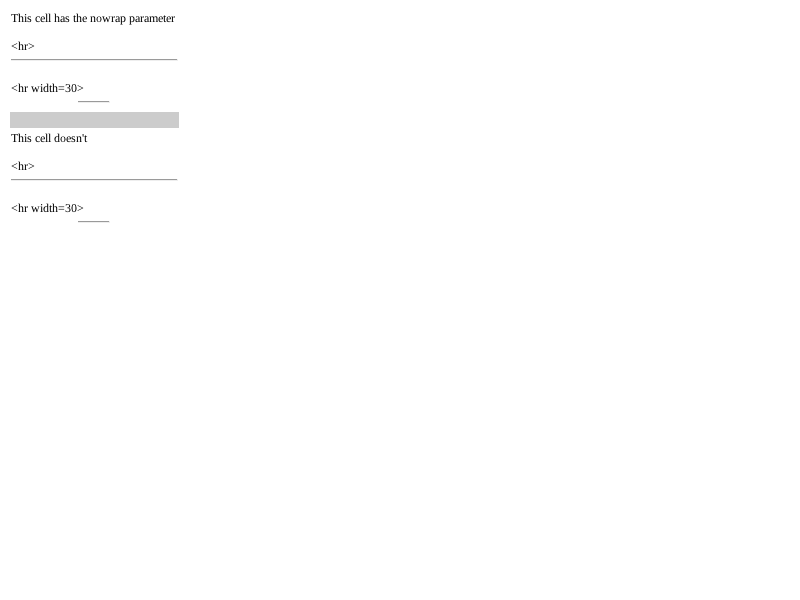 This cell has the nowrap parameter
<hr>
<hr width=30>
This cell doesn't
<hr>
<hr width=30>